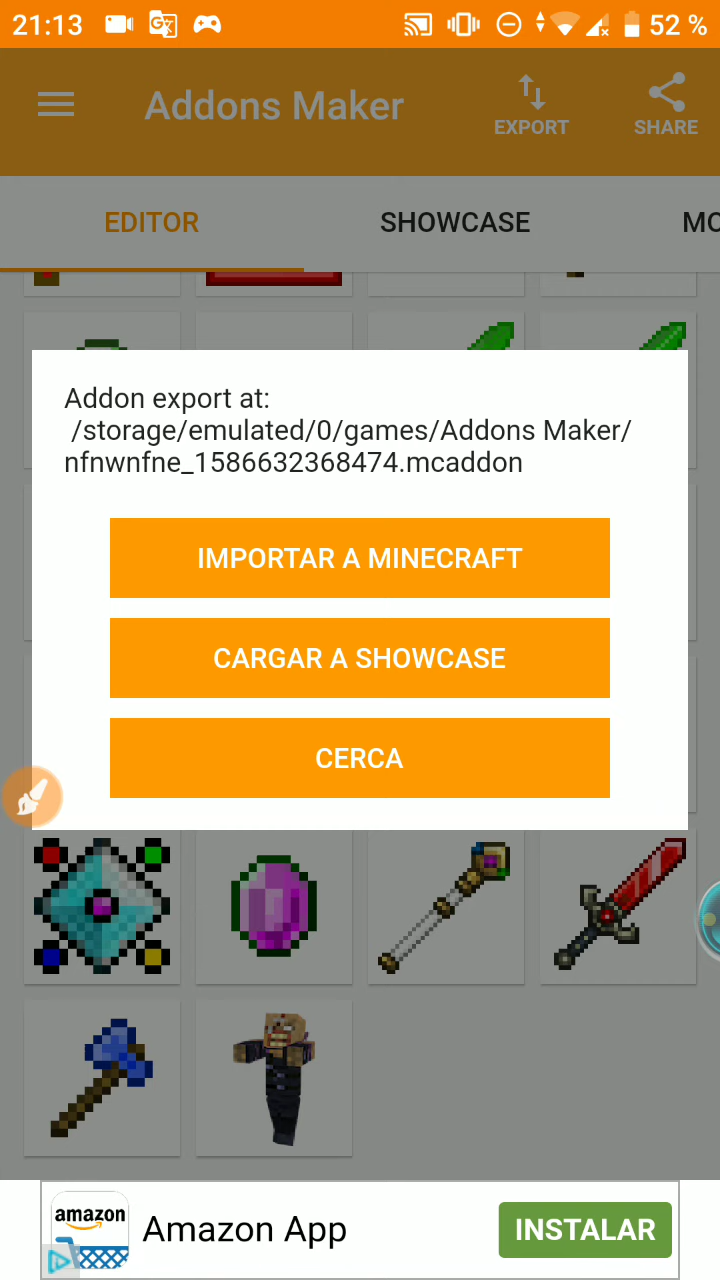 21:13
52 %
Addons Maker
EXPORT
SHARE
EDITOR
SHOWCASE
MO
Addon export at:
/storage/emulated/0/games/Addons Maker/
nfnwnfne_1586632368474.mcaddon
IMPORTAR A MINECRAFT
CARGAR A SHOWCASE
CERCA
amazon
Amazon App
INSTALAR